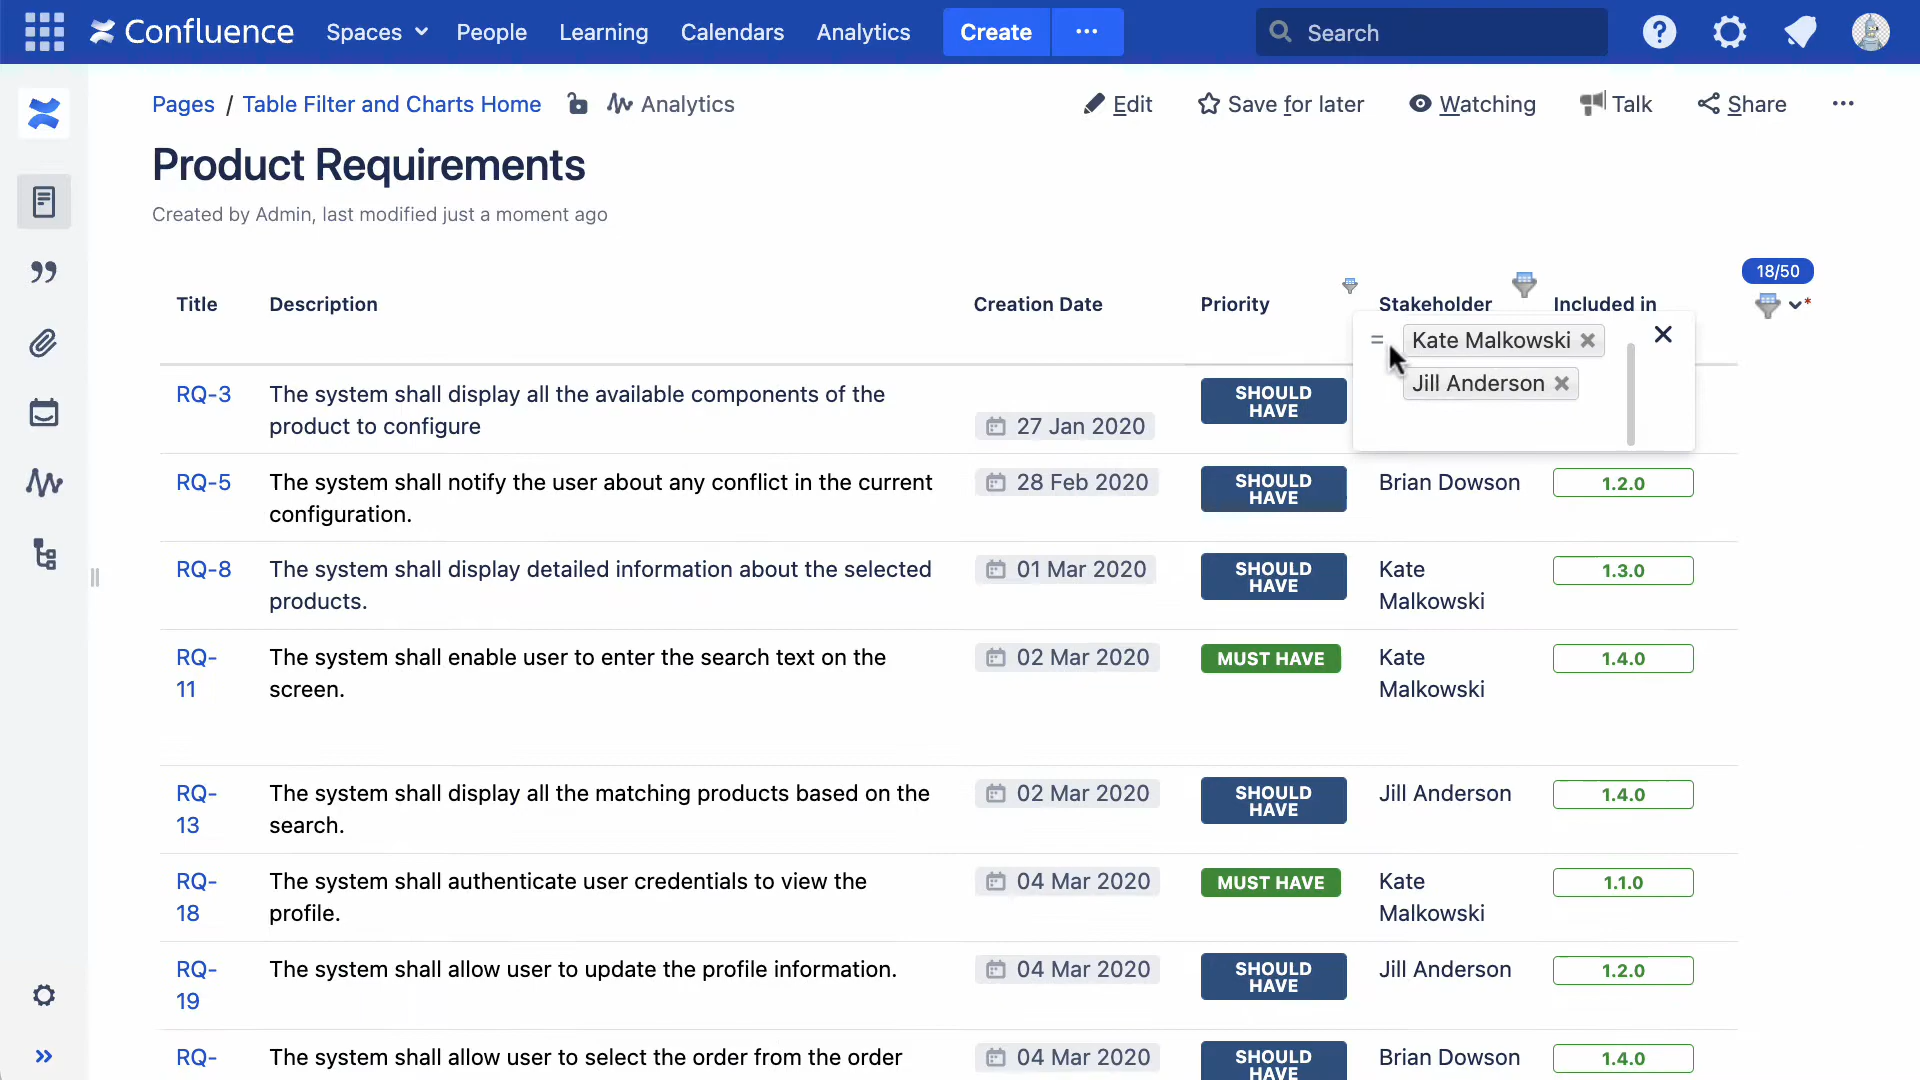 Confluence Spaces People Learning Calendars Analytics Create ··· Search
Pages / Table Filter and Charts Home Analytics Edit Save for later Watching Talk Share ···
Product Requirements
Created by Admin, last modified just a moment ago
18/50
Title Description Creation Date Priority Stakeholder Included in *
= Kate Malkowski ×
Jill Anderson ×
RQ-3 The system shall display all the available components of the
product to configure
27 Jan 2020
SHOULD
HAVE
RQ-5 The system shall notify the user about any conflict in the current
configuration.
28 Feb 2020
SHOULD
HAVE
Brian Dowson
1.2.0
RQ-8 The system shall display detailed information about the selected
products.
01 Mar 2020
SHOULD
HAVE
Kate
Malkowski
1.3.0
RQ-
11
The system shall enable user to enter the search text on the
screen.
02 Mar 2020
MUST HAVE
Kate
Malkowski
1.4.0
RQ-
13
The system shall display all the matching products based on the
search.
02 Mar 2020
SHOULD
HAVE
Jill Anderson
1.4.0
RQ-
18
The system shall authenticate user credentials to view the
profile.
04 Mar 2020
MUST HAVE
Kate
Malkowski
1.1.0
RQ-
19
The system shall allow user to update the profile information.
04 Mar 2020
SHOULD
HAVE
Jill Anderson
1.2.0
RQ-
The system shall allow user to select the order from the order
04 Mar 2020
SHOULD
HAVE
Brian Dowson
1.4.0